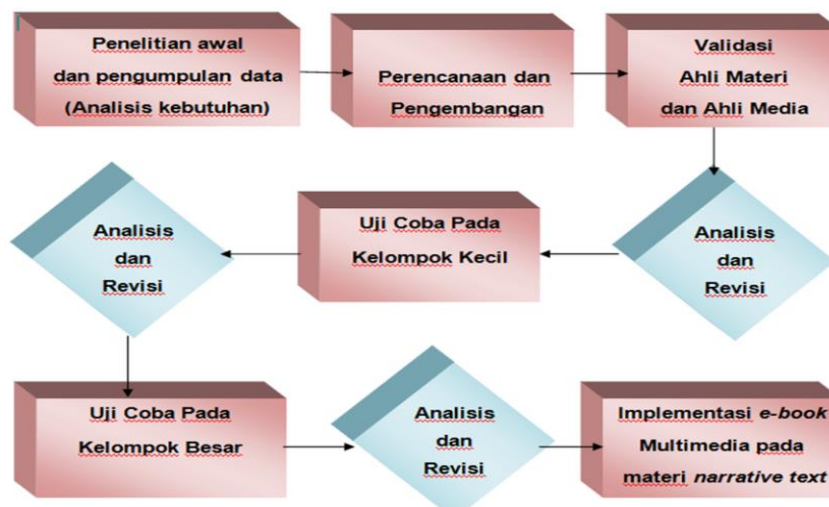 Penelitian awal
dan pengumpulan data
(Analisis kebutuhan)
Perencanaan dan
Pengembangan
Validasi
Ahli Materi
dan Ahli Media
Analisis
dan
Revisi
Uji Coba Pada
Kelompok Kecil
Analisis
dan
Revisi
Uji Coba Pada
Kelompok Besar
Analisis
dan
Revisi
Implementasi e-book
Multimedia pada
materi narrative text